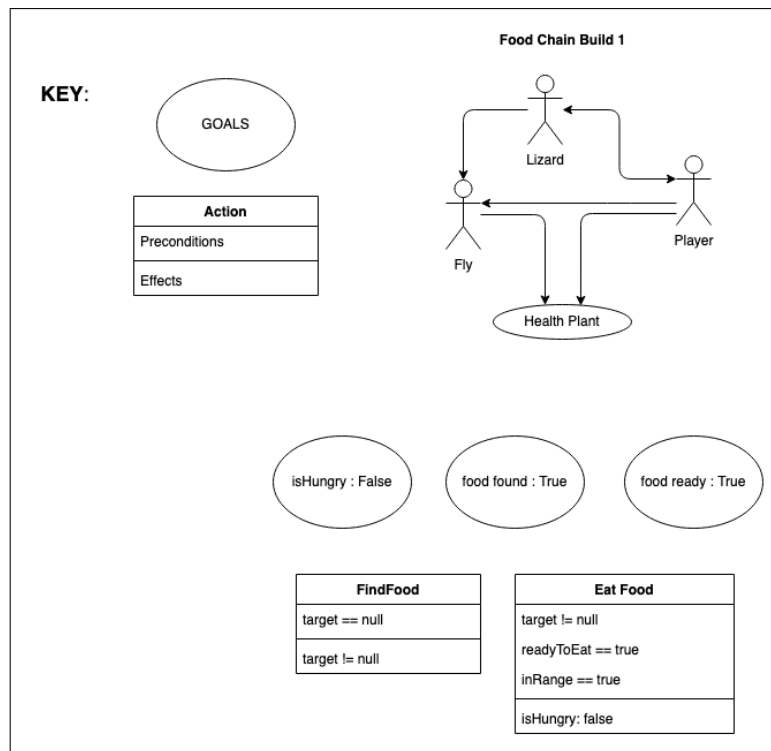 Food Chain Build 1
KEY:
GOALS
Lizard
Action
Preconditions
Effects
Player
Fly
Health Plant
isHungry : False
food found : True
food ready : True
FindFood
target == null
target != null
Eat Food
target != null
readyToEat == true
inRange == true
isHungry: false